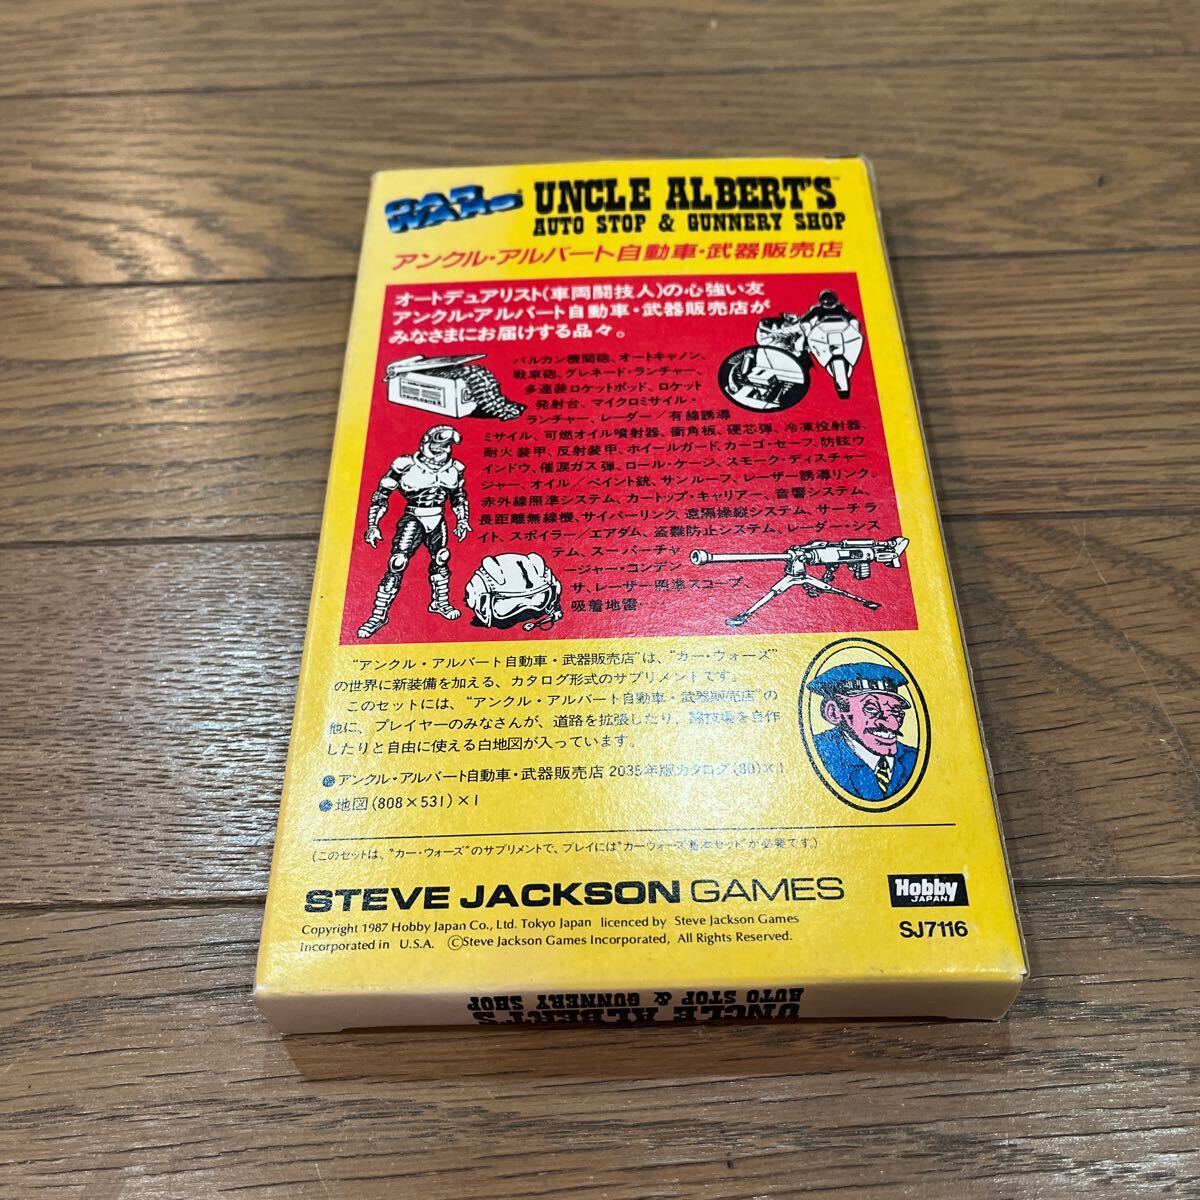 CAR WARS
UNCLE ALBERT'S™
AUTO STOP & GUNNERY SHOP
アンクル・アルバート自動車・武器販売店
オートデュアリスト(車両闘技人)の心強い友
アンクル・アルバート自動車・武器販売店が
みなさまにお届けする品々。
バルカン機関砲、オートキャノン、
戦車砲、グレネード・ランチャー、
多連装ロケットポッド、ロケット
発射台、マイクロミサイル・
ランチャー、レーダー/有線誘導
ミサイル、可燃オイル噴射器、衝角板、硬芯弾、冷凍投射器、
耐火装甲、反射装甲、ホイールガード、カーゴ・セーフ、防眩ウ
インドウ、催涙ガス弾、ロール・ケージ、スモーク・ディスチャー
ジャー、オイル/ペイント銃、サンルーフ、レーザー誘導リンク、
赤外線照準システム、カートップ・キャリアー、音響システム、
長距離無線機、サイバーリンク、遠隔操縦システム、サーチライ
イト、スポイラー/エアダム、盗難防止システム、レーダー・シス
テム、スーパーチャ
ージャー・コンデン
サ、レーザー照準スコープ、
吸着地雷……
"アンクル・アルバート自動車・武器販売店"は、"カー・ウォーズ"
の世界に新装備を加える、カタログ形式のサプリメントです。
このセットには、"アンクル・アルバート自動車・武器販売店"の
他に、プレイヤーのみなさんが、道路を拡張したり、闘技場を自作
したりと自由に使える白地図が入っています。
●アンクル・アルバート自動車・武器販売店 2035年版カタログ(80)×1
●地図(808×531)×1
(このセットは、"カー・ウォーズ"のサプリメントで、プレイには"カーウォーズ基本セット"が必要です。)
STEVE JACKSON GAMES
Hobby
JAPAN
Copyright 1987 Hobby Japan Co., Ltd. Tokyo Japan licenced by Steve Jackson Games
Incorporated in U.S.A. ©Steve Jackson Games Incorporated, All Rights Reserved.
SJ7116
UNCLE ALBERT'S
AUTO STOP & GUNNERY SHOP